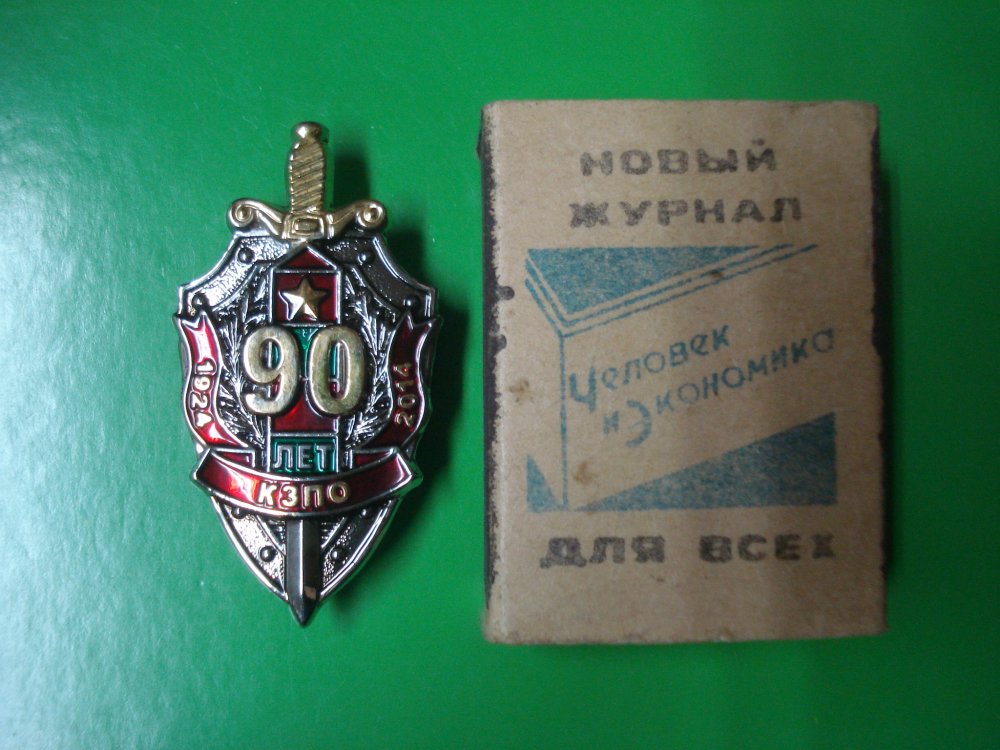 90
1924
2014
ЛЕТ
КЗПО
НОВЫЙ
ЖУРНАЛ
Человек
и Экономика
ДЛЯ ВСЕХ